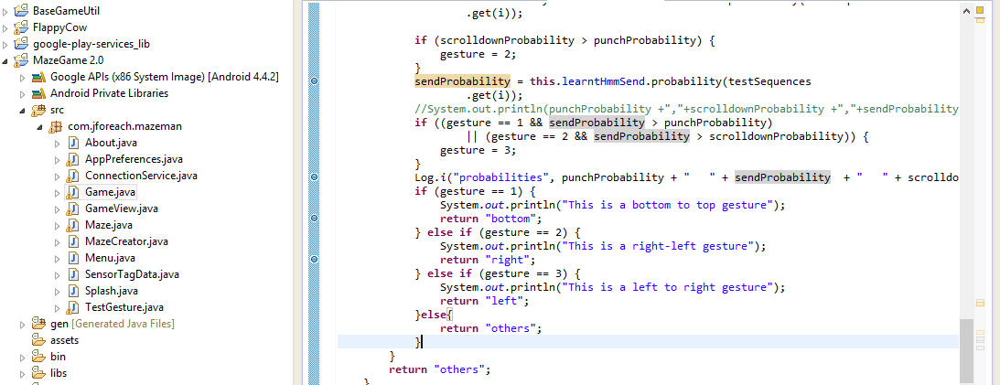 BaseGameUtil
FlappyCow
google-play-services_lib
MazeGame 2.0
Google APIs (x86 System Image) [Android 4.4.2]
Android Private Libraries
src
com.jforeach.mazeman
About.java
AppPreferences.java
ConnectionService.java
Game.java
GameView.java
Maze.java
MazeCreator.java
Menu.java
SensorTagData.java
Splash.java
TestGesture.java
gen [Generated Java Files]
assets
bin
libs
.get(i));
if (scrolldownProbability > punchProbability) {
gesture = 2;
}
sendProbability = this.learntHmmSend.probability(testSequences
.get(i));
//System.out.println(punchProbability +","+scrolldownProbability +","+sendProbability
if ((gesture == 1 && sendProbability > punchProbability)
|| (gesture == 2 && sendProbability > scrolldownProbability)) {
gesture = 3;
}
Log.i("probabilities", punchProbability + "   " + sendProbability  + "   " + scrolldo
if (gesture == 1) {
System.out.println("This is a bottom to top gesture");
return "bottom";
} else if (gesture == 2) {
System.out.println("This is a right-left gesture");
return "right";
} else if (gesture == 3) {
System.out.println("This is a left to right gesture");
return "left";
}else{
return "others";
}
}
return "others";
}